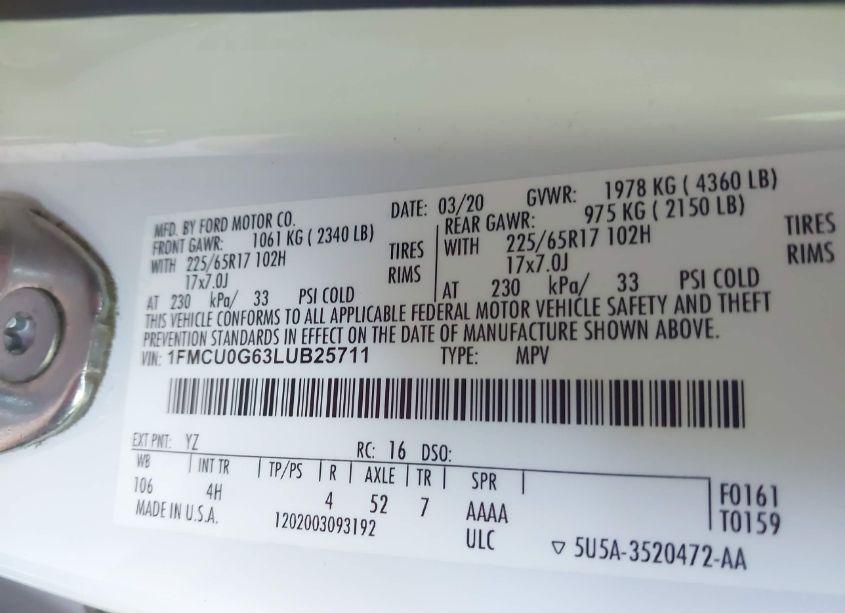 MFD. BY FORD MOTOR CO.
DATE: 03/20 GVWR: 1978 KG ( 4360 LB)
FRONT GAWR: 1061 KG ( 2340 LB) REAR GAWR: 975 KG ( 2150 LB)
WITH 225/65R17 102H TIRES WITH 225/65R17 102H TIRES
17x7.0J RIMS 17x7.0J RIMS
AT 230 kPa/ 33 PSI COLD AT 230 kPa/ 33 PSI COLD
THIS VEHICLE CONFORMS TO ALL APPLICABLE FEDERAL MOTOR VEHICLE SAFETY AND THEFT
PREVENTION STANDARDS IN EFFECT ON THE DATE OF MANUFACTURE SHOWN ABOVE.
VIN: 1FMCU0G63LUB25711 TYPE: MPV
EXT PNT: YZ RC: 16 DSO:
WB INT TR TP/PS R AXLE TR SPR
106 4H 4 52 7 AAAA
F0161
T0159
MADE IN U.S.A. 1202003093192 ULC 5U5A-3520472-AA